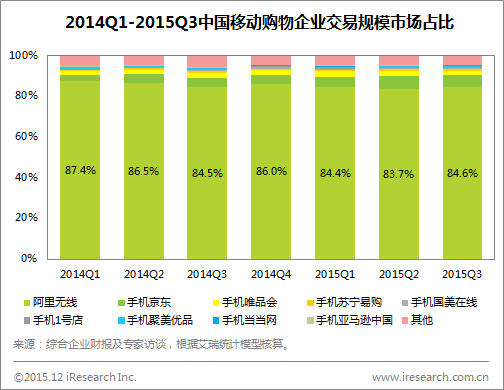 2014Q1-2015Q3中国移动购物企业交易规模市场占比
100%
80%
60%
40%
20%
0%
87.4% 86.5% 84.5% 86.0% 84.4% 83.7% 84.6%
2014Q1 2014Q2 2014Q3 2014Q4 2015Q1 2015Q2 2015Q3
阿里无线 手机京东 手机唯品会 手机苏宁易购 手机国美在线
手机1号店 手机聚美优品 手机当当网 手机亚马逊中国 其他
来源：综合企业财报及专家访谈，根据艾瑞统计模型核算。
©2015.12 iResearch Inc. www.iresearch.com.cn